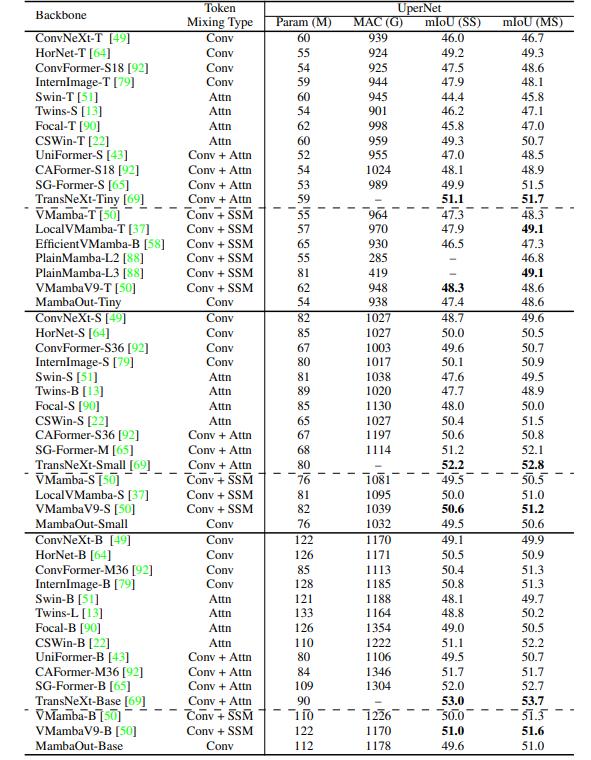 Backbone Token Mixing Type UperNet
Param (M) MAC (G) mIoU (SS) mIoU (MS)
ConvNeXt-T [49] Conv 60 939 46.0 46.7
HorNet-T [64] Conv 55 924 49.2 49.3
ConvFormer-S18 [92] Conv 54 925 47.5 48.6
InternImage-T [79] Conv 59 944 47.9 48.1
Swin-T [51] Attn 60 945 44.4 45.8
Twins-S [13] Attn 54 901 46.2 47.1
Focal-T [90] Attn 62 998 45.8 47.0
CSWin-T [22] Attn 60 959 49.3 50.7
UniFormer-S [43] Conv + Attn 52 955 47.0 48.5
CAFormer-S18 [92] Conv + Attn 54 1024 48.1 48.9
SG-Former-S [65] Conv + Attn 53 989 49.9 51.5
TransNeXt-Tiny [69] Conv + Attn 59 – 51.1 51.7
VMamba-T [50] Conv + SSM 55 964 47.3 48.3
LocalVMamba-T [37] Conv + SSM 57 970 47.9 49.1
EfficientVMamba-B [58] Conv + SSM 65 930 46.5 47.3
PlainMamba-L2 [88] Conv + SSM 55 285 – 46.8
PlainMamba-L3 [88] Conv + SSM 81 419 – 49.1
VMambaV9-T [50] Conv + SSM 62 948 48.3 48.6
MambaOut-Tiny Conv 54 938 47.4 48.6
ConvNeXt-S [49] Conv 82 1027 48.7 49.6
HorNet-S [64] Conv 85 1027 50.0 50.5
ConvFormer-S36 [92] Conv 67 1003 49.6 50.7
InternImage-S [79] Conv 80 1017 50.1 50.9
Swin-S [51] Attn 81 1038 47.6 49.5
Twins-B [13] Attn 89 1020 47.7 48.9
Focal-S [90] Attn 85 1130 48.0 50.0
CSWin-S [22] Attn 65 1027 50.4 51.5
CAFormer-S36 [92] Conv + Attn 67 1197 50.6 50.8
SG-Former-M [65] Conv + Attn 68 1114 51.2 52.1
TransNeXt-Small [69] Conv + Attn 80 – 52.2 52.8
VMamba-S [50] Conv + SSM 76 1081 49.5 50.5
LocalVMamba-S [37] Conv + SSM 81 1095 50.0 51.0
VMambaV9-S [50] Conv + SSM 82 1039 50.6 51.2
MambaOut-Small Conv 76 1032 49.5 50.6
ConvNeXt-B [49] Conv 122 1170 49.1 49.9
HorNet-B [64] Conv 126 1171 50.5 50.9
ConvFormer-M36 [92] Conv 85 1113 50.4 51.3
InternImage-B [79] Conv 128 1185 50.8 51.3
Swin-B [51] Attn 121 1188 48.1 49.7
Twins-L [13] Attn 133 1164 48.8 50.2
Focal-B [90] Attn 126 1354 49.0 50.5
CSWin-B [22] Attn 110 1222 51.1 52.2
UniFormer-B [43] Conv + Attn 80 1106 49.5 50.7
CAFormer-M36 [92] Conv + Attn 84 1346 51.7 51.7
SG-Former-B [65] Conv + Attn 109 1304 52.0 52.7
TransNeXt-Base [69] Conv + Attn 90 – 53.0 53.7
VMamba-B [50] Conv + SSM 110 1226 50.0 51.3
VMambaV9-B [50] Conv + SSM 122 1170 51.0 51.6
MambaOut-Base Conv 112 1178 49.6 51.0